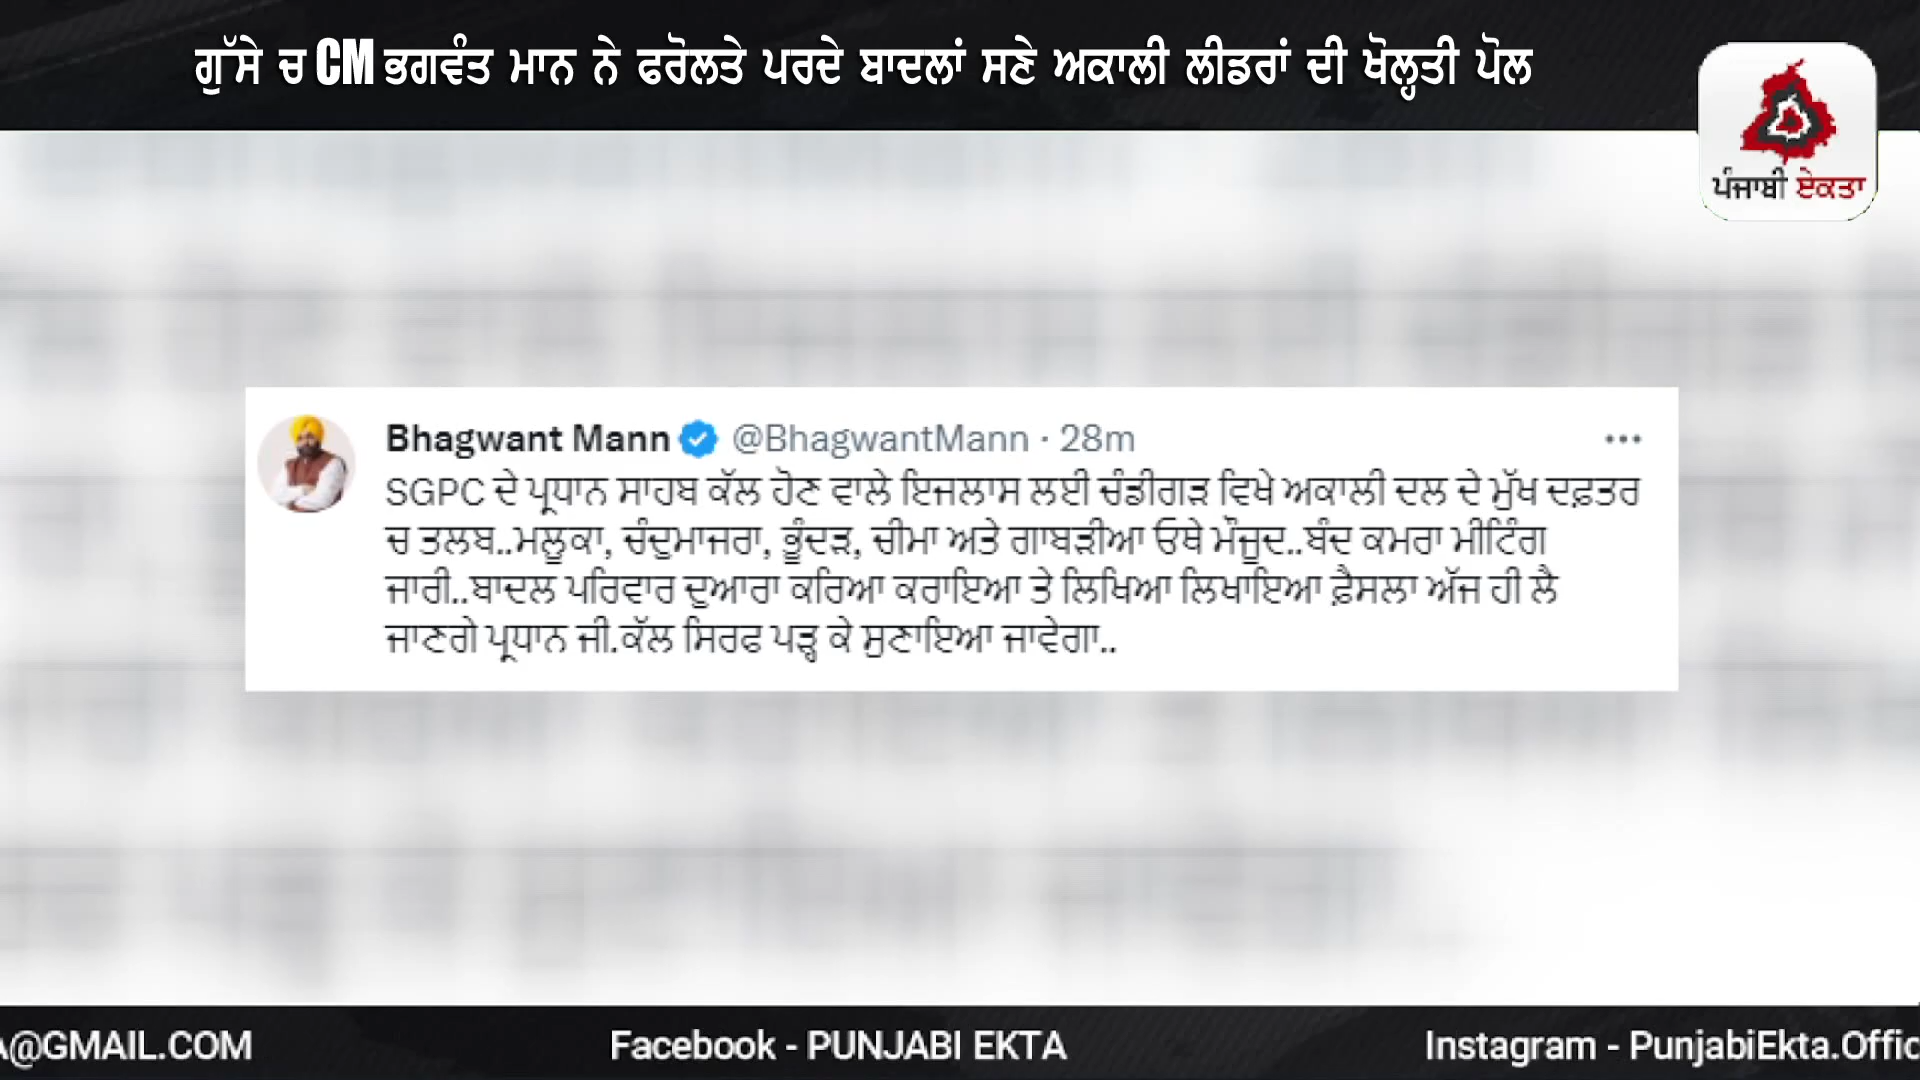 ਗੁੱਸੇ ਚ CM ਭਗਵੰਤ ਮਾਨ ਨੇ ਫਰੋਲਤੇ ਪਰਦੇ ਬਾਦਲਾਂ ਸਣੇ ਅਕਾਲੀ ਲੀਡਰਾਂ ਦੀ ਖੋਲ੍ਹਤੀ ਪੋਲ
ਪੰਜਾਬੀ ਏਕਤਾ
Bhagwant Mann @BhagwantMann · 28m
SGPC ਦੇ ਪ੍ਰਧਾਨ ਸਾਹਬ ਕੱਲ ਹੋਣ ਵਾਲੇ ਇਜਲਾਸ ਲਈ ਚੰਡੀਗੜ ਵਿਖੇ ਅਕਾਲੀ ਦਲ ਦੇ ਮੁੱਖ ਦਫ਼ਤਰ
ਚ ਤਲਬ..ਮਲੂਕਾ, ਚੰਦੁਮਾਜਰਾ, ਭੂੰਦੜ, ਚੀਮਾ ਅਤੇ ਗਾਬੜੀਆ ਓਥੇ ਮੌਜੂਦ..ਬੰਦ ਕਮਰਾ ਮੀਟਿੰਗ
ਜਾਰੀ..ਬਾਦਲ ਪਰਿਵਾਰ ਦੁਆਰਾ ਕਰਿਆ ਕਰਾਇਆ ਤੇ ਲਿਖਿਆ ਲਿਖਾਇਆ ਫ਼ੈਸਲਾ ਅੱਜ ਹੀ ਲੈ
ਜਾਣਗੇ ਪ੍ਰਧਾਨ ਜੀ.ਕੱਲ ਸਿਰਫ ਪੜ੍ਹ ਕੇ ਸੁਣਾਇਆ ਜਾਵੇਗਾ..
A@GMAIL.COM Facebook - PUNJABI EKTA Instagram - PunjabiEkta.Offic